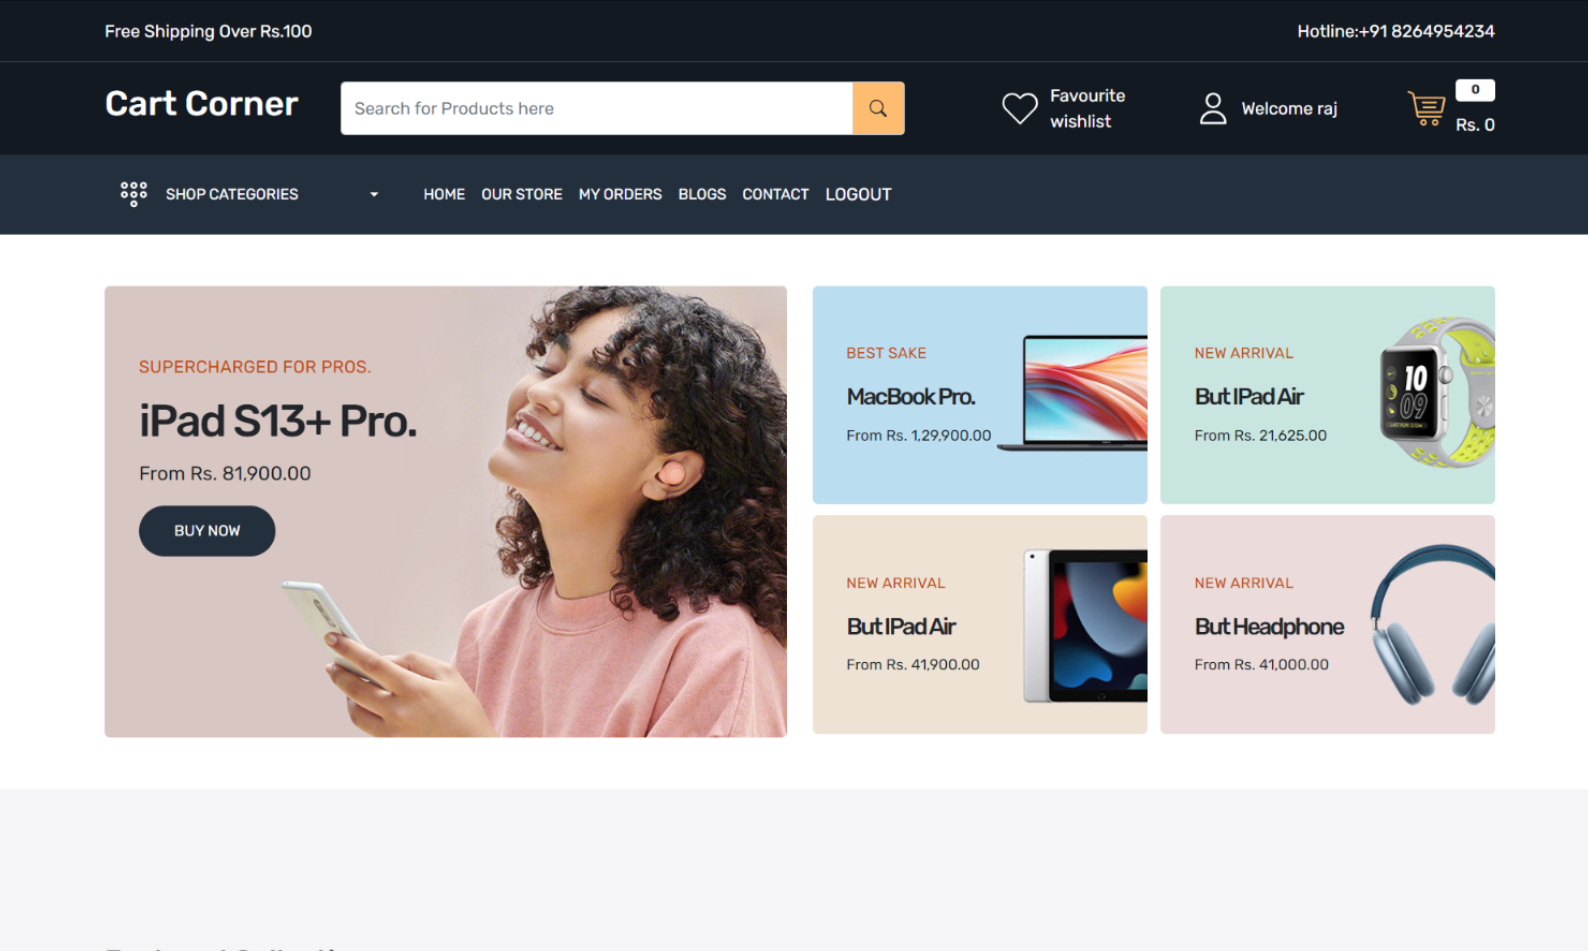 Free Shipping Over Rs.100
Hotline:+91 8264954234
Cart Corner
Search for Products here
Favourite
wishlist
Welcome raj
0
Rs. 0
SHOP CATEGORIES
HOME OUR STORE MY ORDERS BLOGS CONTACT LOGOUT
SUPERCHARGED FOR PROS.
iPad S13+ Pro.
From Rs. 81,900.00
BUY NOW
BEST SAKE
MacBook Pro.
From Rs. 1,29,900.00
NEW ARRIVAL
But IPad Air
From Rs. 21,625.00
10
09
NEW ARRIVAL
But IPad Air
From Rs. 41,900.00
NEW ARRIVAL
But Headphone
From Rs. 41,000.00